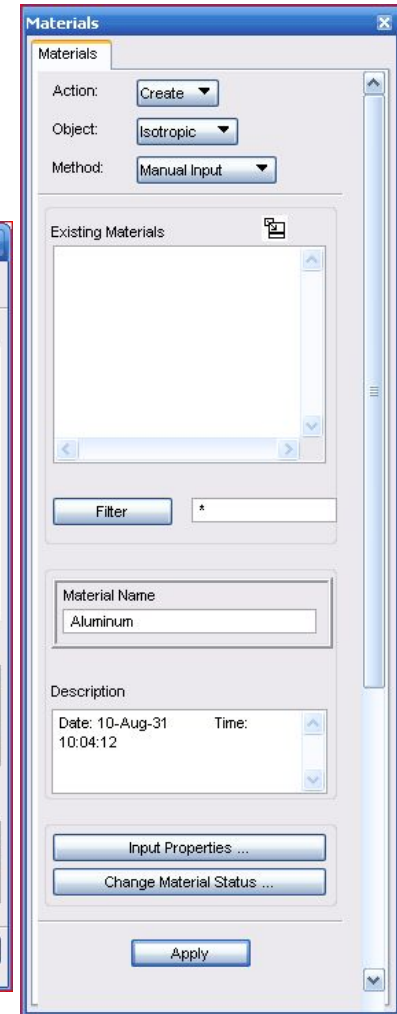 Materials
Materials
Action: Create
Object: Isotropic
Method: Manual Input
Existing Materials
Filter *
Material Name
Aluminum
Description
Date: 10-Aug-31 Time:
10:04:12
Input Properties ...
Change Material Status ...
Apply